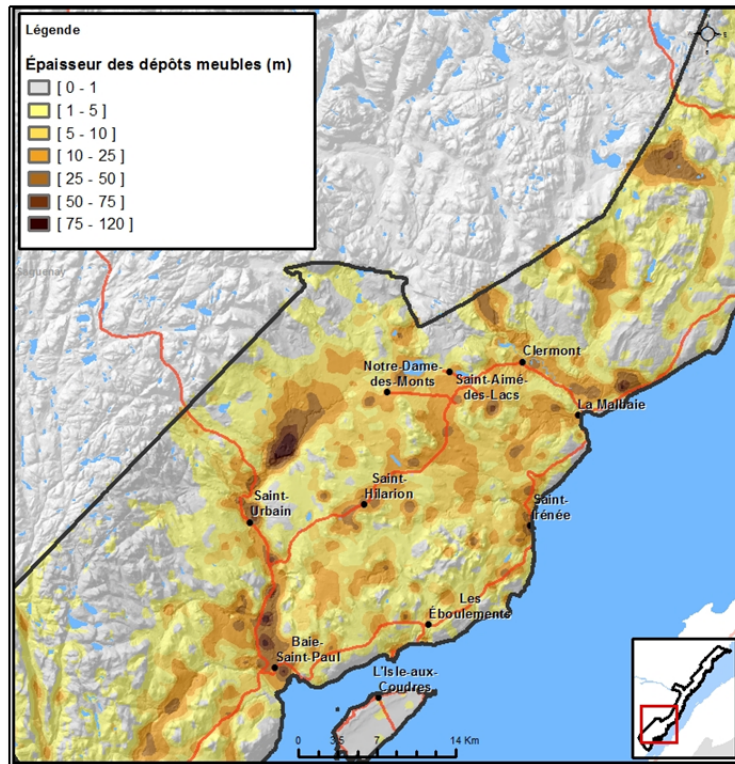 Légende
Épaisseur des dépôts meubles (m)
[ 0 - 1
[ 1 - 5 ]
[ 5 - 10 ]
[ 10 - 25 ]
[ 25 - 50 ]
[ 50 - 75 ]
[ 75 - 120 ]
Saguenay
Clermont
Notre-Dame-
des-Monts
Saint-Aimé-
des-Lacs
La Malbaie
Saint-
Hilarion
Saint-
Urbain
Saint-
Irénée
Les
Éboulements
Baie-
Saint-Paul
L'Isle-aux-
Coudres
0 3,5 7 14 Km